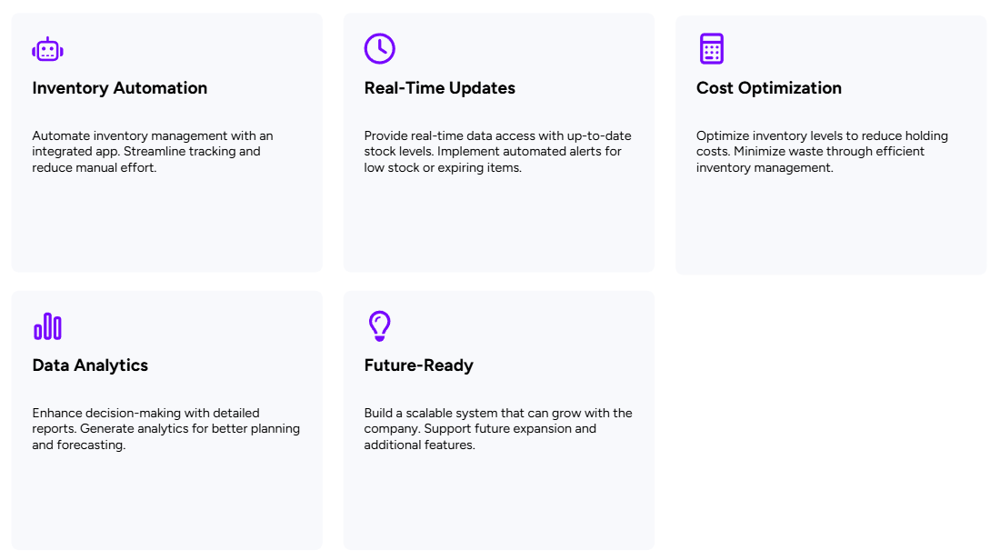 Inventory Automation
Automate inventory management with an
integrated app. Streamline tracking and
reduce manual effort.
Real-Time Updates
Provide real-time data access with up-to-date
stock levels. Implement automated alerts for
low stock or expiring items.
Cost Optimization
Optimize inventory levels to reduce holding
costs. Minimize waste through efficient
inventory management.
Data Analytics
Enhance decision-making with detailed
reports. Generate analytics for better planning
and forecasting.
Future-Ready
Build a scalable system that can grow with the
company. Support future expansion and
additional features.